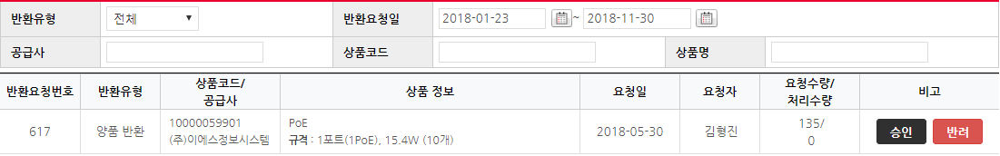 반환유형 전체 반환요청일 2018-01-23 ~ 2018-11-30
공급사 상품코드 상품명
반환요청번호 반환유형 상품코드/ 공급사 상품 정보 요청일 요청자 요청수량/ 처리수량 비고
617 양품 반환 10000059901 PoE 2018-05-30 김형진 135/ 승인 반려
(주)이에스정보시스템 규격 : 1포트(1PoE), 15.4W (10개) 0